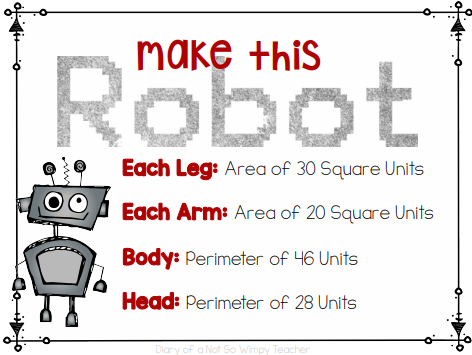 make this
Robot
Each Leg: Area of 30 Square Units
Each Arm: Area of 20 Square Units
Body: Perimeter of 46 Units
Head: Perimeter of 28 Units
Diary of a Not So Wimpy Teacher